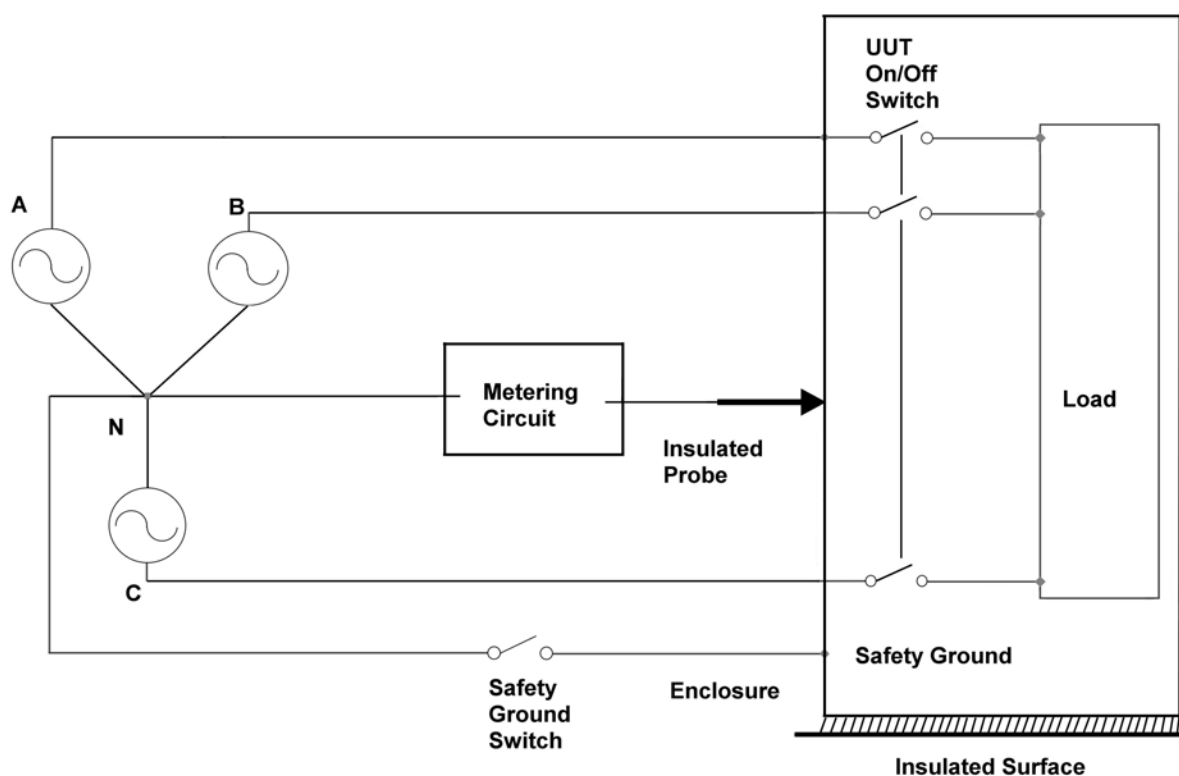 UUT
On/Off
Switch
A
B
Metering
Circuit
Load
N
Insulated
Probe
C
Safety Ground
Safety
Ground
Switch
Enclosure
Insulated Surface